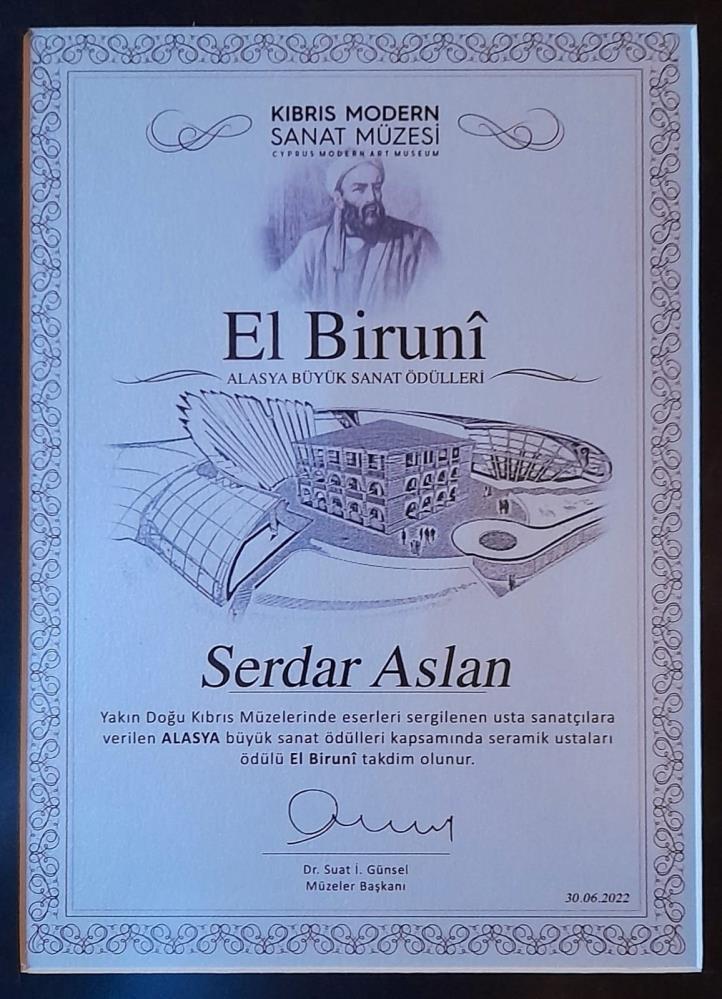 KIBRIS MODERN
SANAT MÜZESİ
CYPRUS MODERN ART MUSEUM
El Birunî
ALASYA BÜYÜK SANAT ÖDÜLLERİ
Serdar Aslan
Yakın Doğu Kıbrıs Müzelerinde eserleri sergilenen usta sanatçılara
verilen ALASYA büyük sanat ödülleri kapsamında seramik ustaları
ödülü El Birunî takdim olunur.
Dr. Suat İ. Günsel
Müzeler Başkanı
30.06.2022